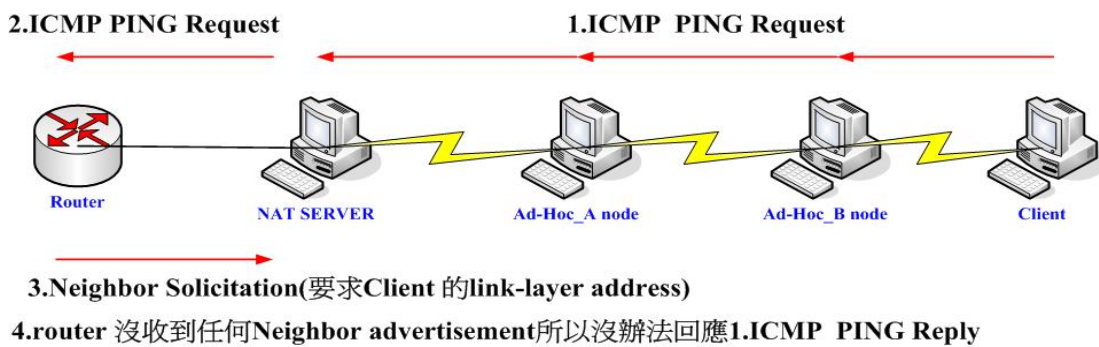 2.ICMP PING Request
1.ICMP PING Request
Router
NAT SERVER
Ad-Hoc_A node
Ad-Hoc_B node
Client
3.Neighbor Solicitation(要求Client 的link-layer address)
4.router 沒收到任何Neighbor advertisement所以沒辦法回應1.ICMP PING Reply